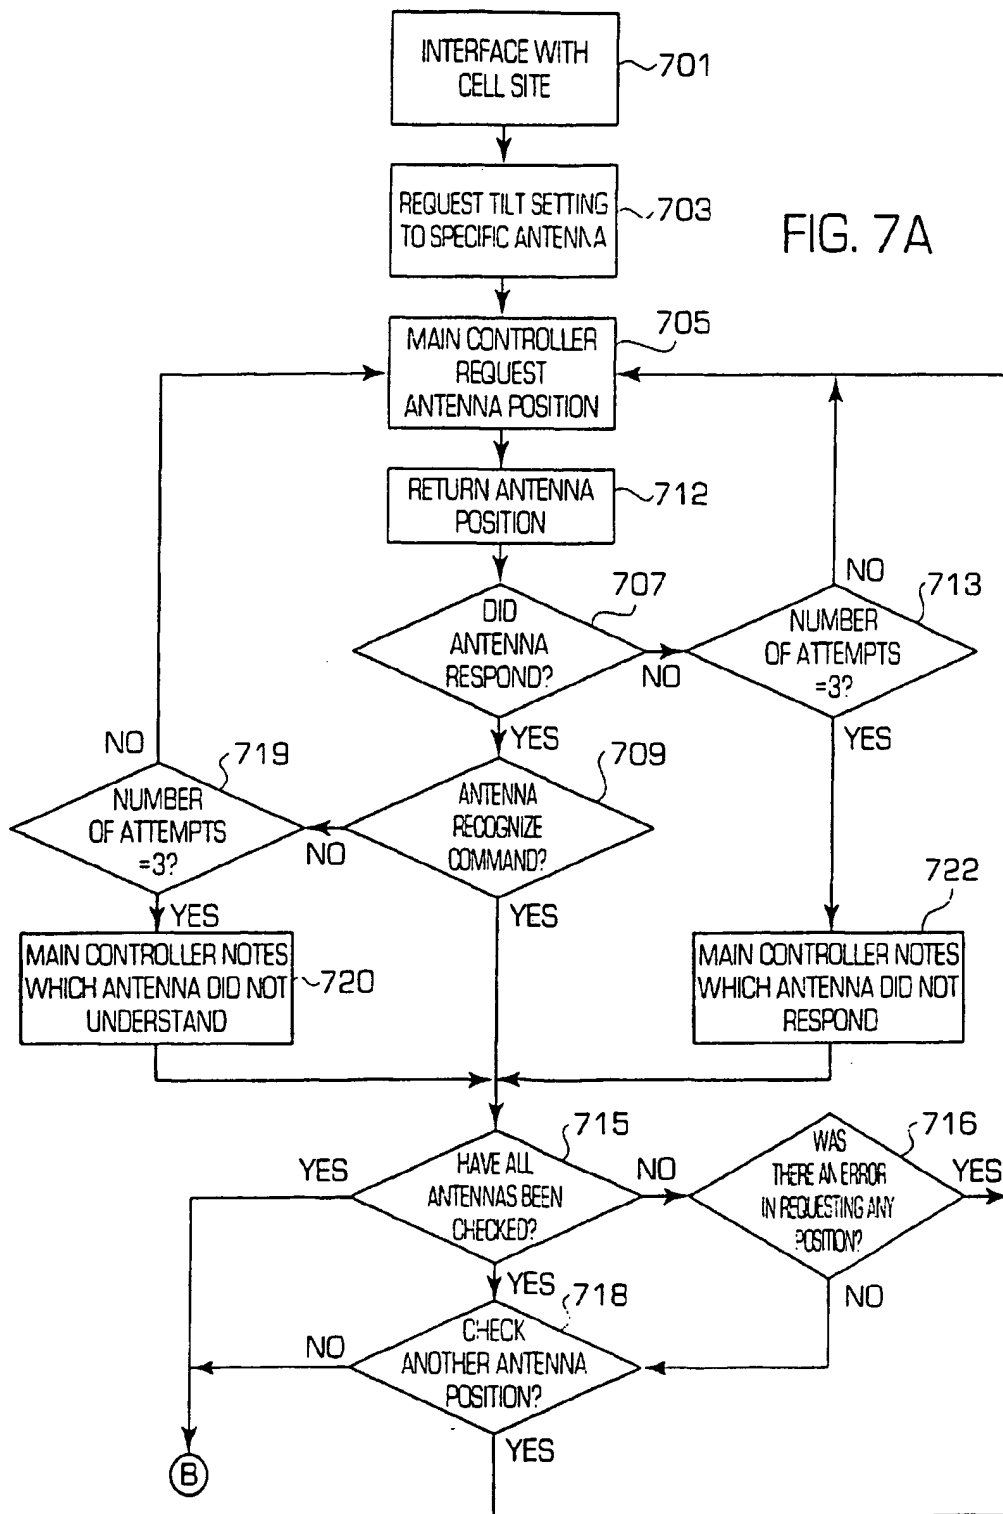 INTERFACE WITH
CELL SITE
701
REQUEST TILT SETTING
TO SPECIFIC ANTENNA
703
FIG. 7A
MAIN CONTROLLER
REQUEST
ANTENNA POSITION
705
RETURN ANTENNA
POSITION
712
DID
ANTENNA
RESPOND?
707
NO
YES
NUMBER
OF ATTEMPTS
=3?
713
NO
YES
ANTENNA
RECOGNIZE
COMMAND?
709
NO
YES
NUMBER
OF ATTEMPTS
=3?
719
NO
YES
MAIN CONTROLLER NOTES
WHICH ANTENNA DID NOT
UNDERSTAND
720
MAIN CONTROLLER NOTES
WHICH ANTENNA DID NOT
RESPOND
722
HAVE ALL
ANTENNAS BEEN
CHECKED?
715
YES
NO
YES
WAS
THERE AN ERROR
IN REQUESTING ANY
POSITION?
716
YES
NO
CHECK
ANOTHER ANTENNA
POSITION?
718
NO
YES
B